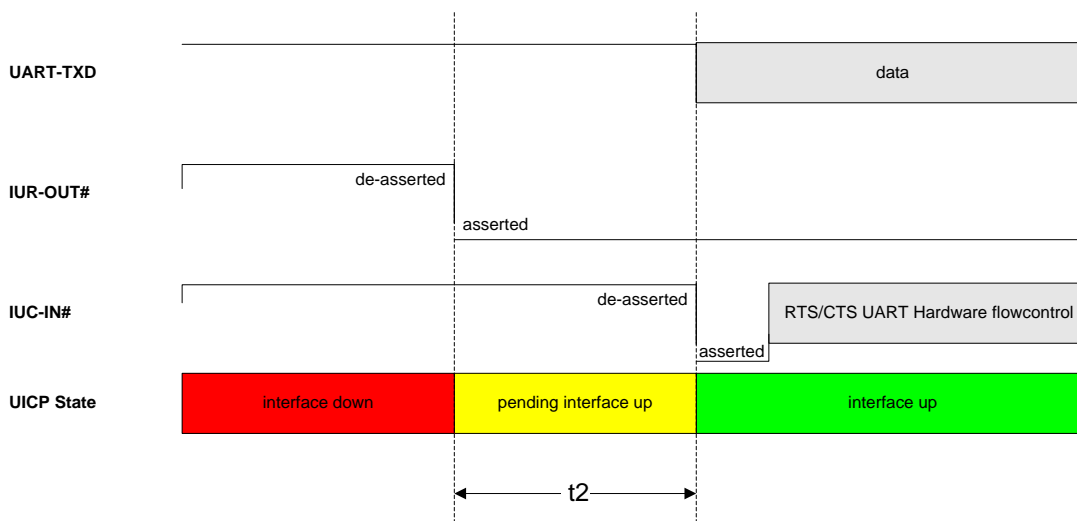 UART-TXD
data
IUR-OUT#
de-asserted
asserted
IUC-IN#
de-asserted
asserted
RTS/CTS UART Hardware flowcontrol
UICP State
interface down
pending interface up
interface up
t2